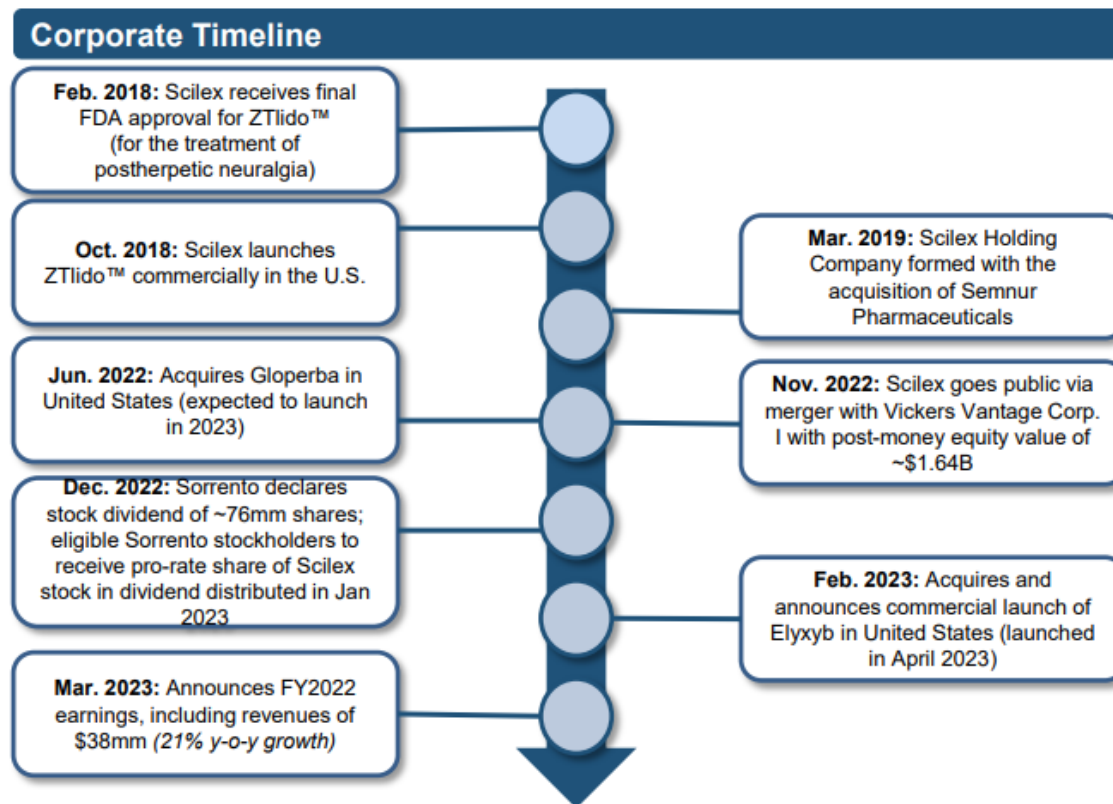 Corporate Timeline
Feb. 2018: Scilex receives final
FDA approval for ZTlido™
(for the treatment of
postherpetic neuralgia)
Oct. 2018: Scilex launches
ZTlido™ commercially in the U.S.
Mar. 2019: Scilex Holding
Company formed with the
acquisition of Semnur
Pharmaceuticals
Jun. 2022: Acquires Gloperba in
United States (expected to launch
in 2023)
Nov. 2022: Scilex goes public via
merger with Vickers Vantage Corp.
I with post-money equity value of
~$1.64B
Dec. 2022: Sorrento declares
stock dividend of ~76mm shares;
eligible Sorrento stockholders to
receive pro-rate share of Scilex
stock in dividend distributed in Jan
2023
Feb. 2023: Acquires and
announces commercial launch of
Elyxyb in United States (launched
in April 2023)
Mar. 2023: Announces FY2022
earnings, including revenues of
$38mm (21% y-o-y growth)